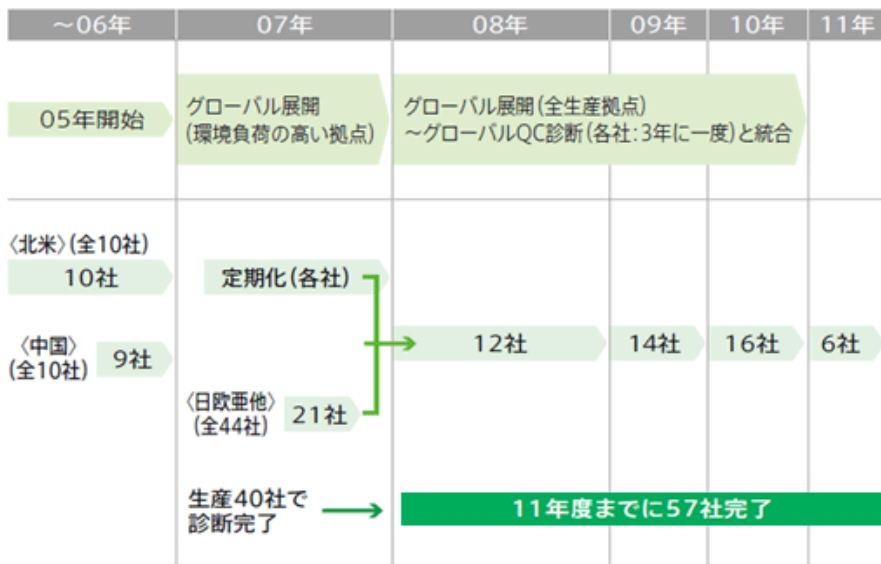 ～06年
07年
08年
09年
10年
11年
05年開始
グローバル展開
(環境負荷の高い拠点)
グローバル展開(全生産拠点)
～グローバルQC診断(各社:3年に一度)と統合
〈北米〉(全10社)
10社
定期化(各社)
〈中国〉
(全10社)
9社
12社
14社
16社
6社
〈日欧亜他〉
(全44社)
21社
生産40社で
診断完了
11年度までに57社完了